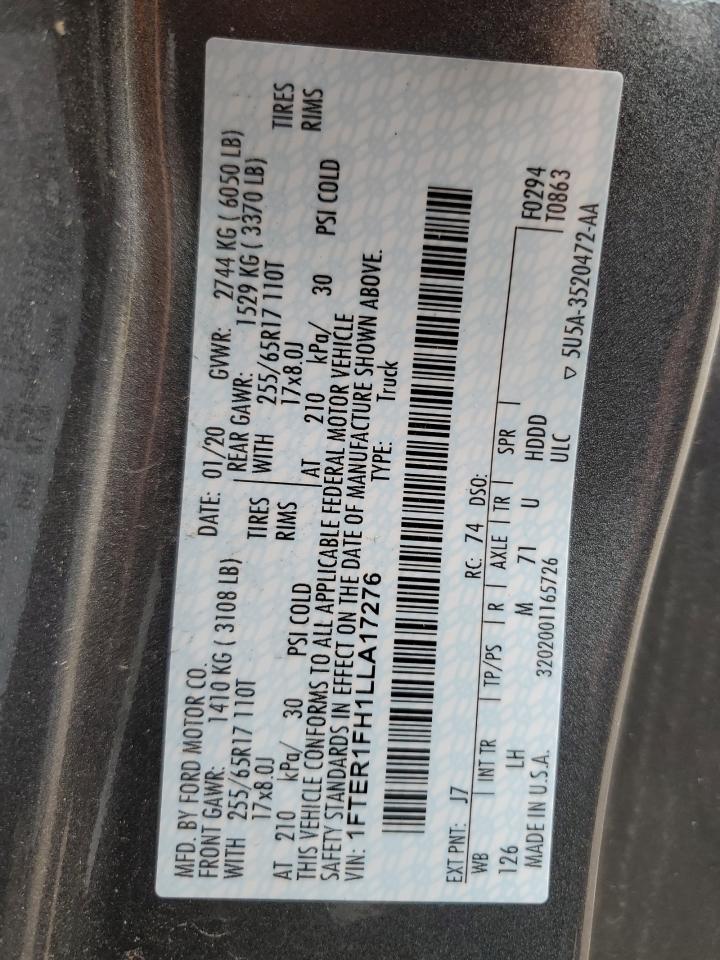 MFD. BY FORD MOTOR CO.
DATE: 01/20 GVWR: 2744 KG ( 6050 LB)
FRONT GAWR: 1410 KG ( 3108 LB) REAR GAWR: 1529 KG ( 3370 LB)
WITH 255/65R17 110T TIRES WITH 255/65R17 110T TIRES
17x8.0J RIMS 17x8.0J RIMS
AT 210 kPa/ 30 PSI COLD AT 210 kPa/ 30 PSI COLD
THIS VEHICLE CONFORMS TO ALL APPLICABLE FEDERAL MOTOR VEHICLE
SAFETY STANDARDS IN EFFECT ON THE DATE OF MANUFACTURE SHOWN ABOVE.
VIN: 1FTER1FH1LLA17276 TYPE: Truck
EXT PNT: J7 RC: 74 DSO:
WB INT TR TP/PS R AXLE TR SPR F0294
126 LH M 71 U HDDD T0863
MADE IN U.S.A. 3202001165726 ULC
▽ 5U5A-3520472-AA